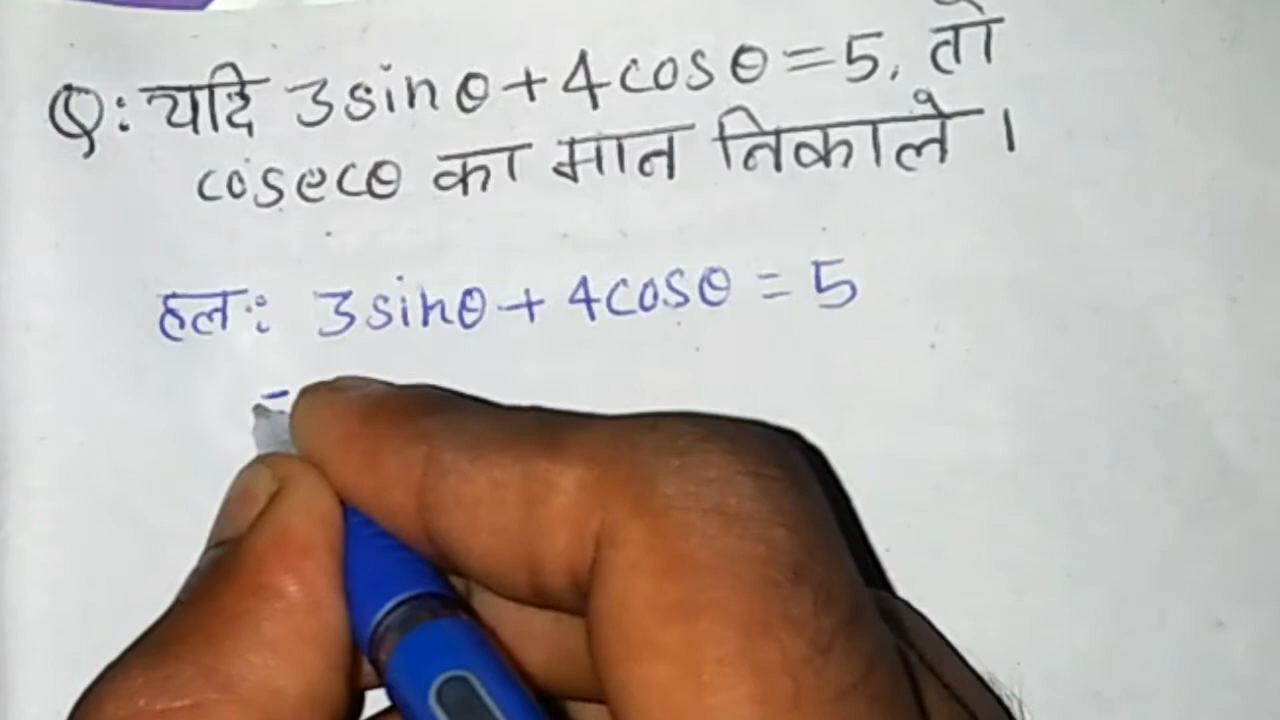 Q: यदि 3sinθ+4cosθ=5, तो
cosecθ का मान निकाले।
हल: 3sinθ+4cosθ=5